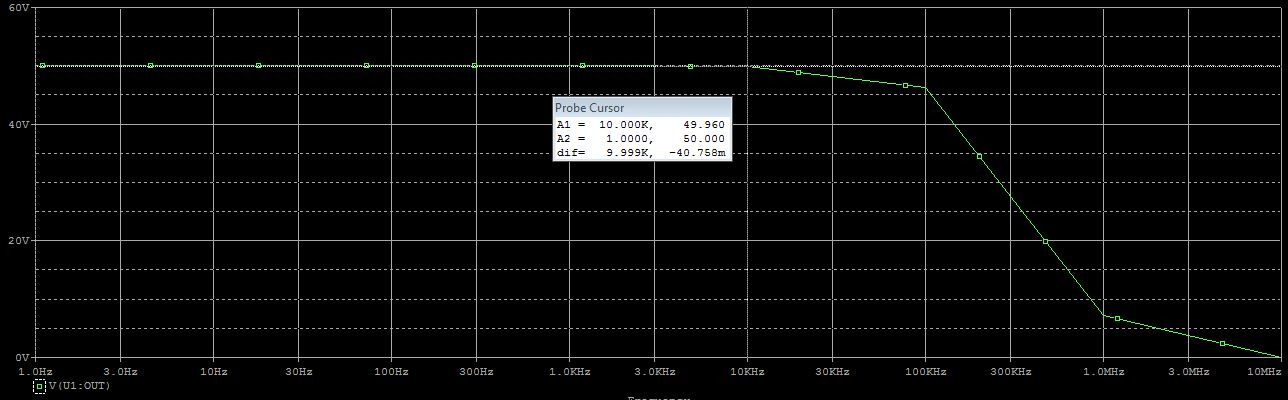 60V
Probe Cursor
A1 = 10.000K, 49.960
A2 = 1.0000, 50.000
dif= 9.999K, -40.758m
40V
20V
0V
1.0Hz 3.0Hz 10Hz 30Hz 100Hz 300Hz 1.0KHz 3.0KHz 10KHz 30KHz 100KHz 300KHz 1.0MHz 3.0MHz 10MHz
V(U1:OUT)